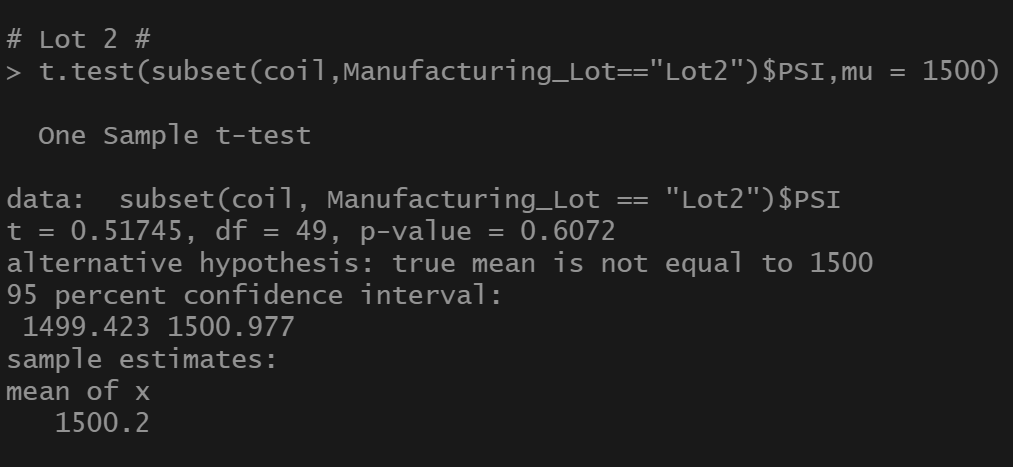 # Lot 2 #
> t.test(subset(coil,Manufacturing_Lot=="Lot2")$PSI,mu = 1500)
One Sample t-test
data:  subset(coil, Manufacturing_Lot == "Lot2")$PSI
t = 0.51745, df = 49, p-value = 0.6072
alternative hypothesis: true mean is not equal to 1500
95 percent confidence interval:
1499.423 1500.977
sample estimates:
mean of x
1500.2